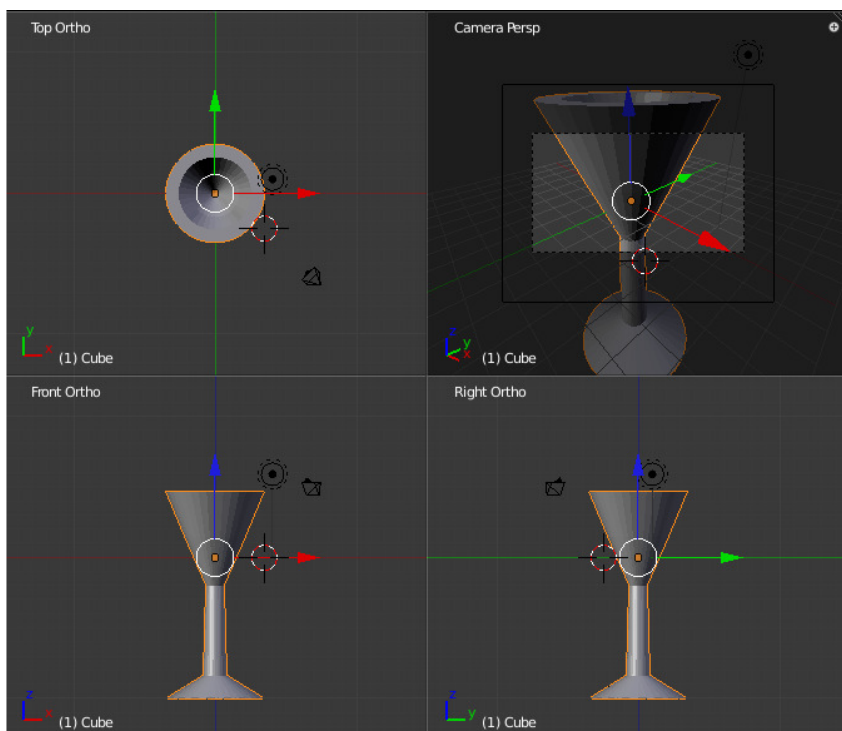 Top Ortho
y
x
(1) Cube
Camera Persp
z
y
x
(1) Cube
Front Ortho
z
x
(1) Cube
Right Ortho
z
y
(1) Cube